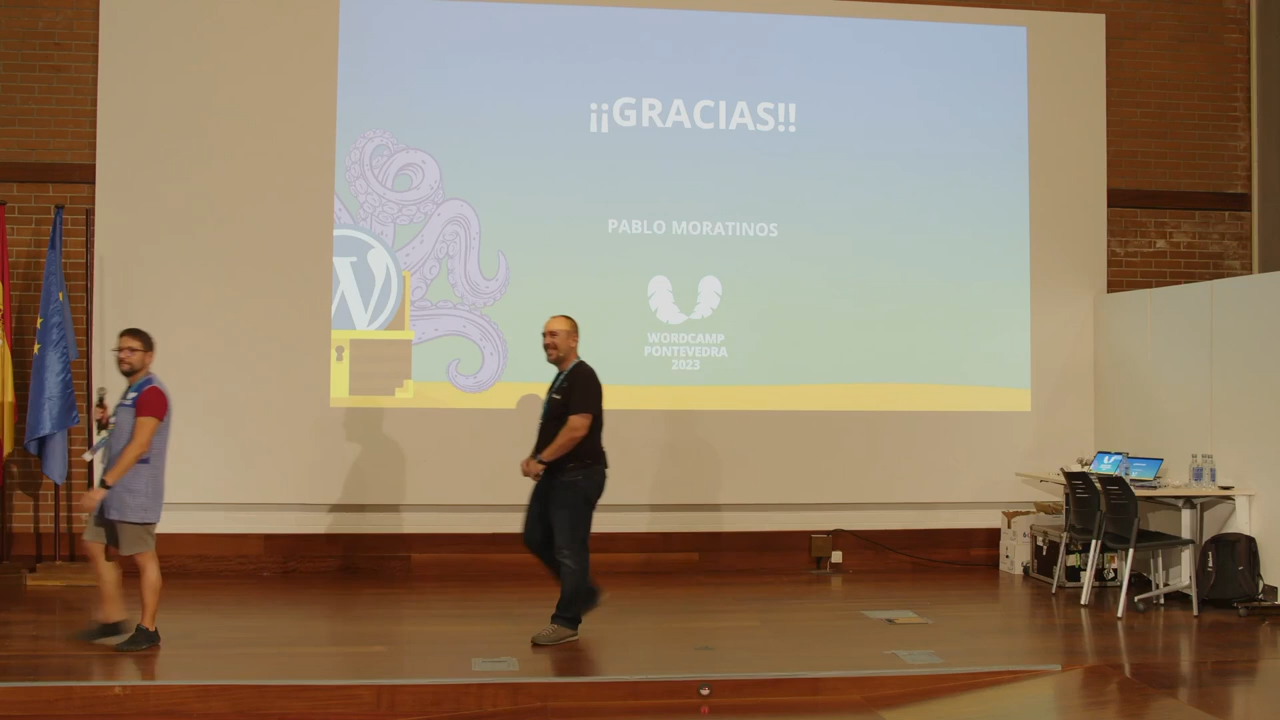 ¡¡GRACIAS!!
PABLO MORATINOS
WORDCAMP
PONTEVEDRA
2023